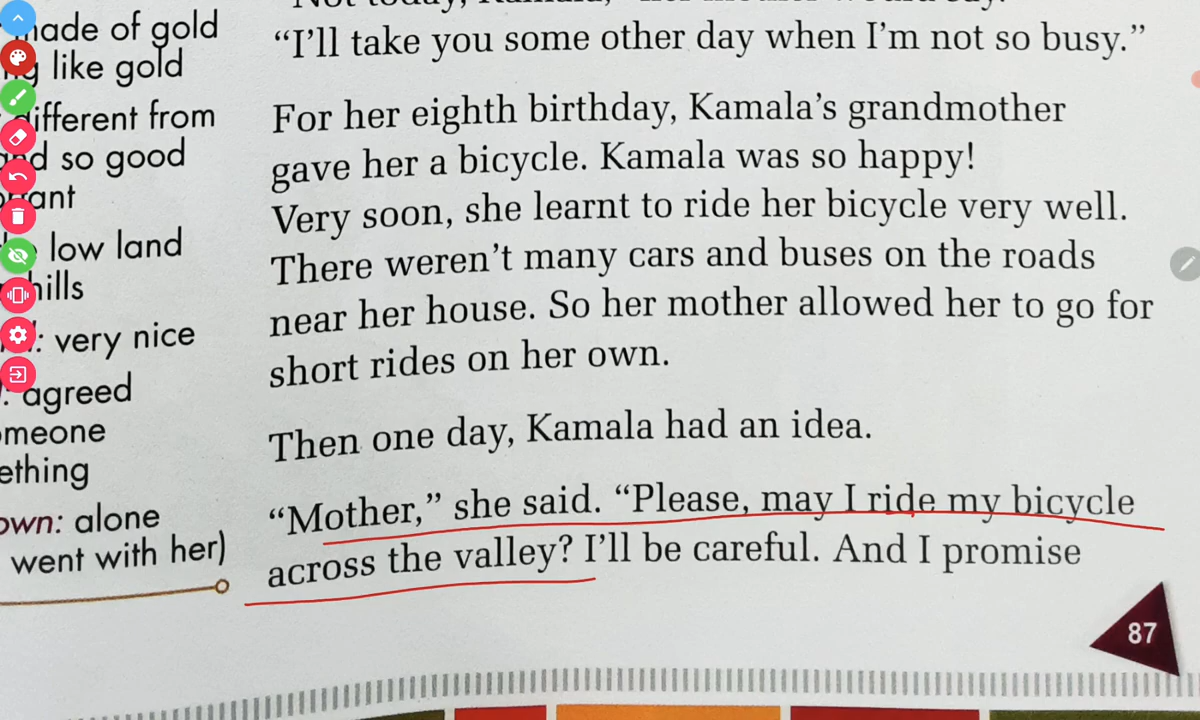 made of gold
like gold
different from
and so good
low land
hills
very nice
agreed
ething
own: alone
went with her)
"I'll take you some other day when I'm not so busy."
For her eighth birthday, Kamala's grandmother
gave her a bicycle. Kamala was so happy!
Very soon, she learnt to ride her bicycle very well.
There weren't many cars and buses on the roads
near her house. So her mother allowed her to go for
short rides on her own.
Then one day, Kamala had an idea.
"Mother," she said. "Please, may I ride my bicycle
across the valley? I'll be careful. And I promise
87